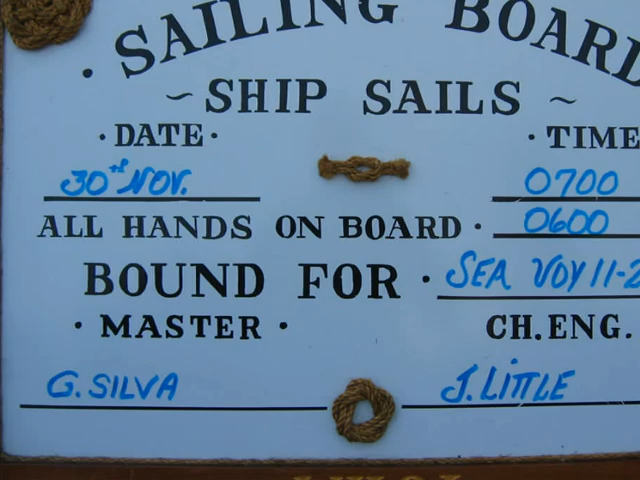 · SAILING BOARD
~ SHIP SAILS ~
· DATE · · TIME
30th NOV. 0700
ALL HANDS ON BOARD · 0600
BOUND FOR · SEA VOY 11-2
· MASTER · CH. ENG.
G. SILVA J. LITTLE